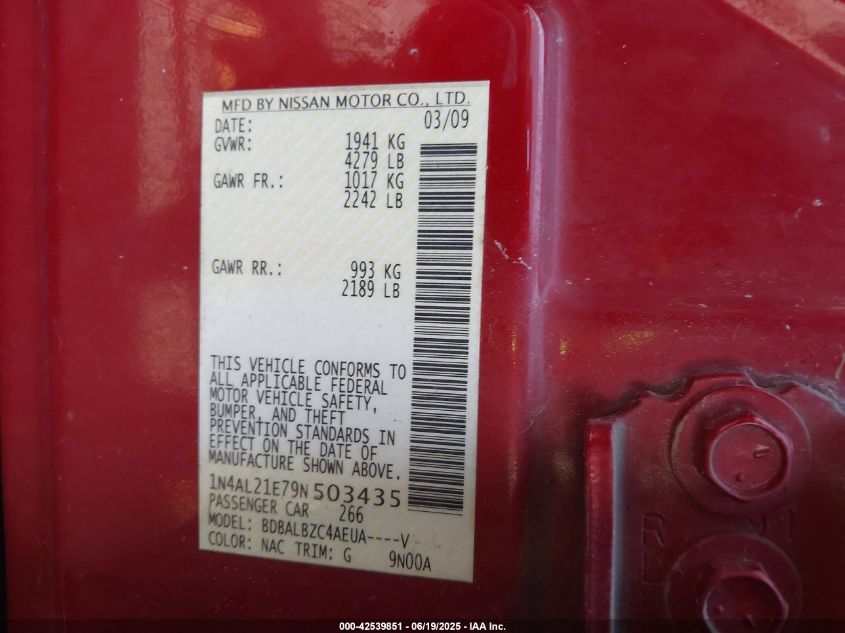 MFD BY NISSAN MOTOR CO., LTD.
DATE: 03/09
GVWR: 1941 KG
4279 LB
GAWR FR.: 1017 KG
2242 LB
GAWR RR.: 993 KG
2189 LB
THIS VEHICLE CONFORMS TO
ALL APPLICABLE FEDERAL
MOTOR VEHICLE SAFETY,
BUMPER, AND THEFT
PREVENTION STANDARDS IN
EFFECT ON THE DATE OF
MANUFACTURE SHOWN ABOVE.
1N4AL21E79N503435
PASSENGER CAR 266
MODEL: BDBALBZC4AEUA----V
COLOR: NAC TRIM: G 9N00A
000-42539851 - 06/19/2025 - IAA Inc.